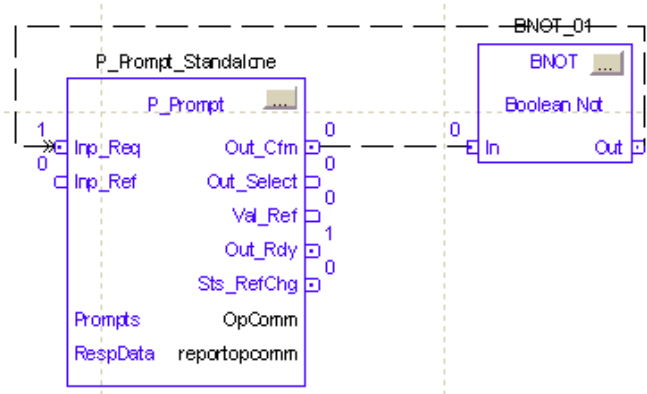 BNOT_01
P_Prompt_Standalone
BNOT ...
P_Prompt ...
Boolean Not
1 0 0
Inp_Req Out_Cfm In Out
0 0
Inp_Ref Out_Select
0
Val_Ref
1
Out_Rdy
0
Sts_RefChg
Prompts OpComm
RespData reportopcomm